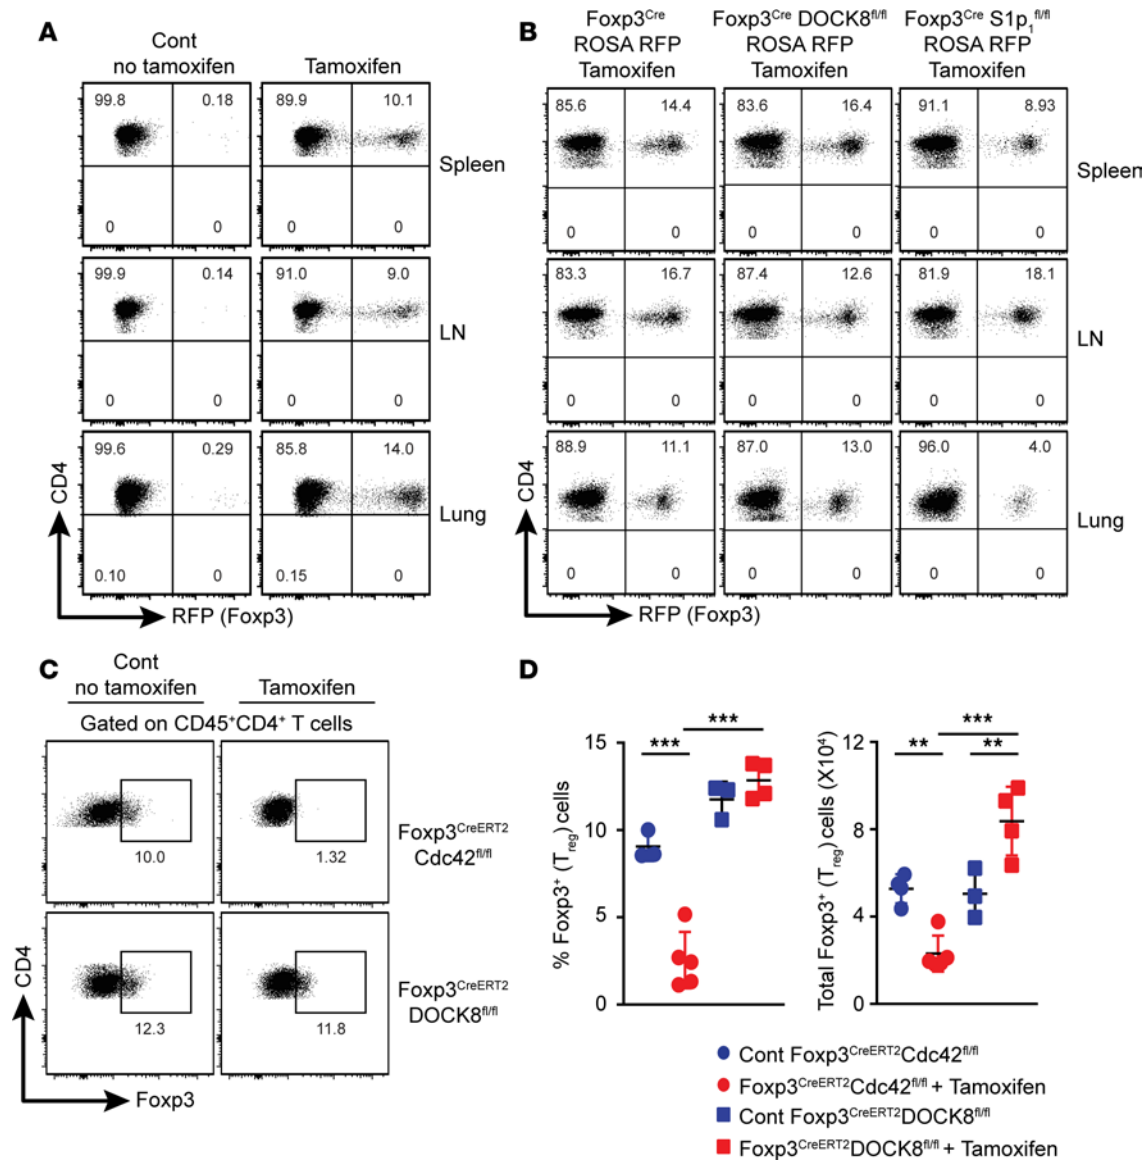 A
Cont
no tamoxifen
Tamoxifen
99.8 0.18
0 0
89.9 10.1
0 0
Spleen
99.9 0.14
0 0
91.0 9.0
0 0
LN
99.6 0.29
0.10 0
85.8 14.0
0.15 0
Lung
CD4
RFP (Foxp3)
B
Foxp3Cre
ROSA RFP
Tamoxifen
Foxp3Cre DOCK8fl/fl
ROSA RFP
Tamoxifen
Foxp3Cre S1p1fl/fl
ROSA RFP
Tamoxifen
85.6 14.4
0 0
83.6 16.4
0 0
91.1 8.93
0 0
Spleen
83.3 16.7
0 0
87.4 12.6
0 0
81.9 18.1
0 0
LN
88.9 11.1
0 0
87.0 13.0
0 0
96.0 4.0
0 0
Lung
CD4
RFP (Foxp3)
C
Cont
no tamoxifen
Tamoxifen
Gated on CD45+CD4+ T cells
10.0
1.32
Foxp3CreERT2
Cdc42fl/fl
12.3
11.8
Foxp3CreERT2
DOCK8fl/fl
CD4
Foxp3
D
% Foxp3+ (Treg) cells
15
10
5
0
***
***
Total Foxp3+ (Treg) cells (X104)
12
8
4
0
***
**
**
Cont Foxp3CreERT2Cdc42fl/fl
Foxp3CreERT2Cdc42fl/fl + Tamoxifen
Cont Foxp3CreERT2DOCK8fl/fl
Foxp3CreERT2DOCK8fl/fl + Tamoxifen